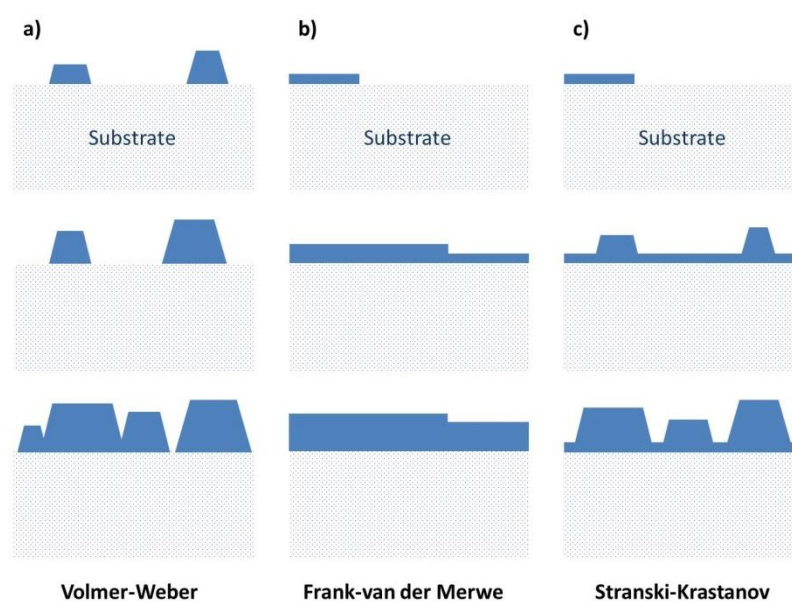 a)
b)
c)
Substrate
Substrate
Substrate
Volmer-Weber
Frank-van der Merwe
Stranski-Krastanov